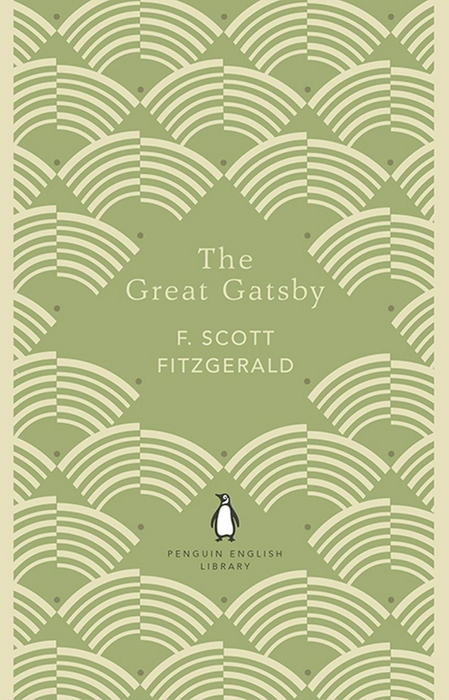 The
Great Gatsby
F. SCOTT
FITZGERALD
PENGUIN ENGLISH
LIBRARY